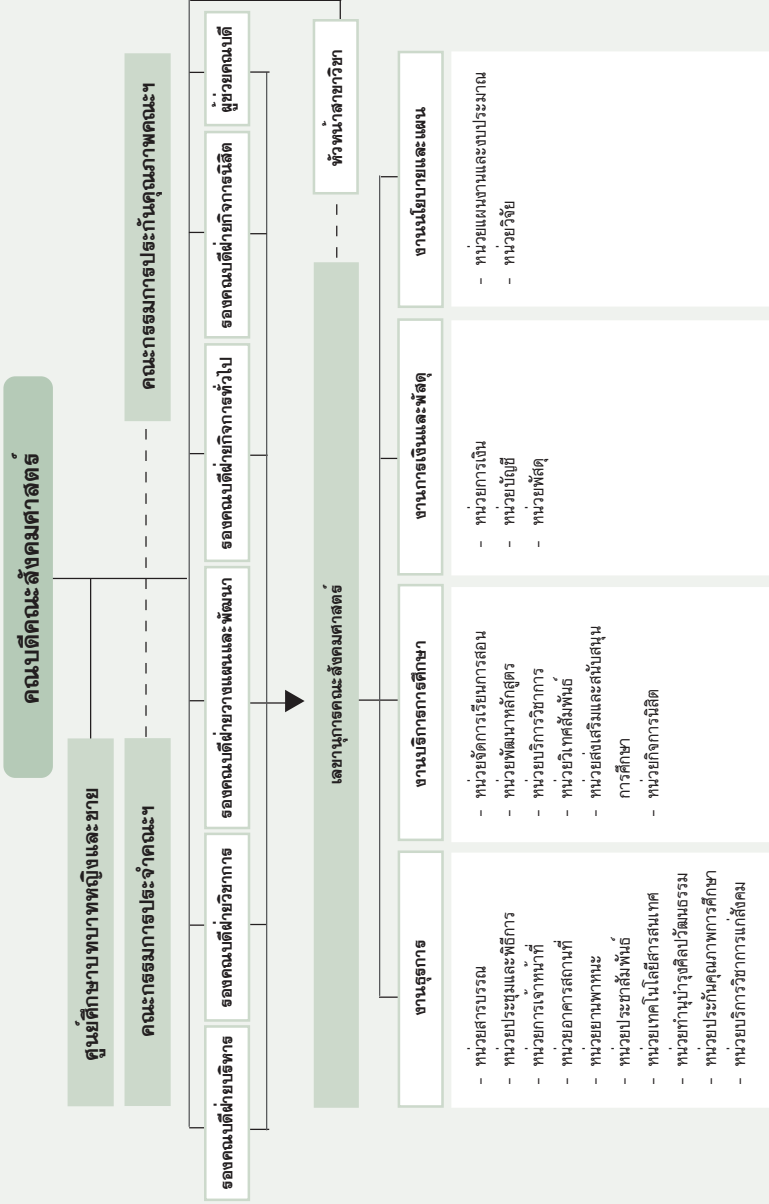 คณบดีคณะสังคมศาสตร์
ศูนย์ศึกษาบทบาทหญิงและชาย
คณะกรรมการประจำคณะฯ
คณะกรรมการประกันคุณภาพคณะฯ
รองคณบดีฝ่ายบริหาร
รองคณบดีฝ่ายวิชาการ
รองคณบดีฝ่ายวางแผนและพัฒนา
รองคณบดีฝ่ายกิจการทั่วไป
รองคณบดีฝ่ายกิจการนิสิต
ผู้ช่วยคณบดี
เลขานุการคณะสังคมศาสตร์
หัวหน้าสาขาวิชา
งานธุรการ
- หน่วยสารบรรณ
- หน่วยประชุมและพิธีการ
- หน่วยการเจ้าหน้าที่
- หน่วยอาคารสถานที่
- หน่วยยานพาหนะ
- หน่วยประชาสัมพันธ์
- หน่วยเทคโนโลยีสารสนเทศ
- หน่วยทำนุบำรุงศิลปวัฒนธรรม
- หน่วยประกันคุณภาพการศึกษา
- หน่วยบริการวิชาการแก่สังคม
งานบริการการศึกษา
- หน่วยจัดการเรียนการสอน
- หน่วยพัฒนาหลักสูตร
- หน่วยบริการวิชาการ
- หน่วยวิเทศสัมพันธ์
- หน่วยส่งเสริมและสนับสนุน
การศึกษา
- หน่วยกิจการนิสิต
งานการเงินและพัสดุ
- หน่วยการเงิน
- หน่วยบัญชี
- หน่วยพัสดุ
งานนโยบายและแผน
- หน่วยแผนงานและงบประมาณ
- หน่วยวิจัย